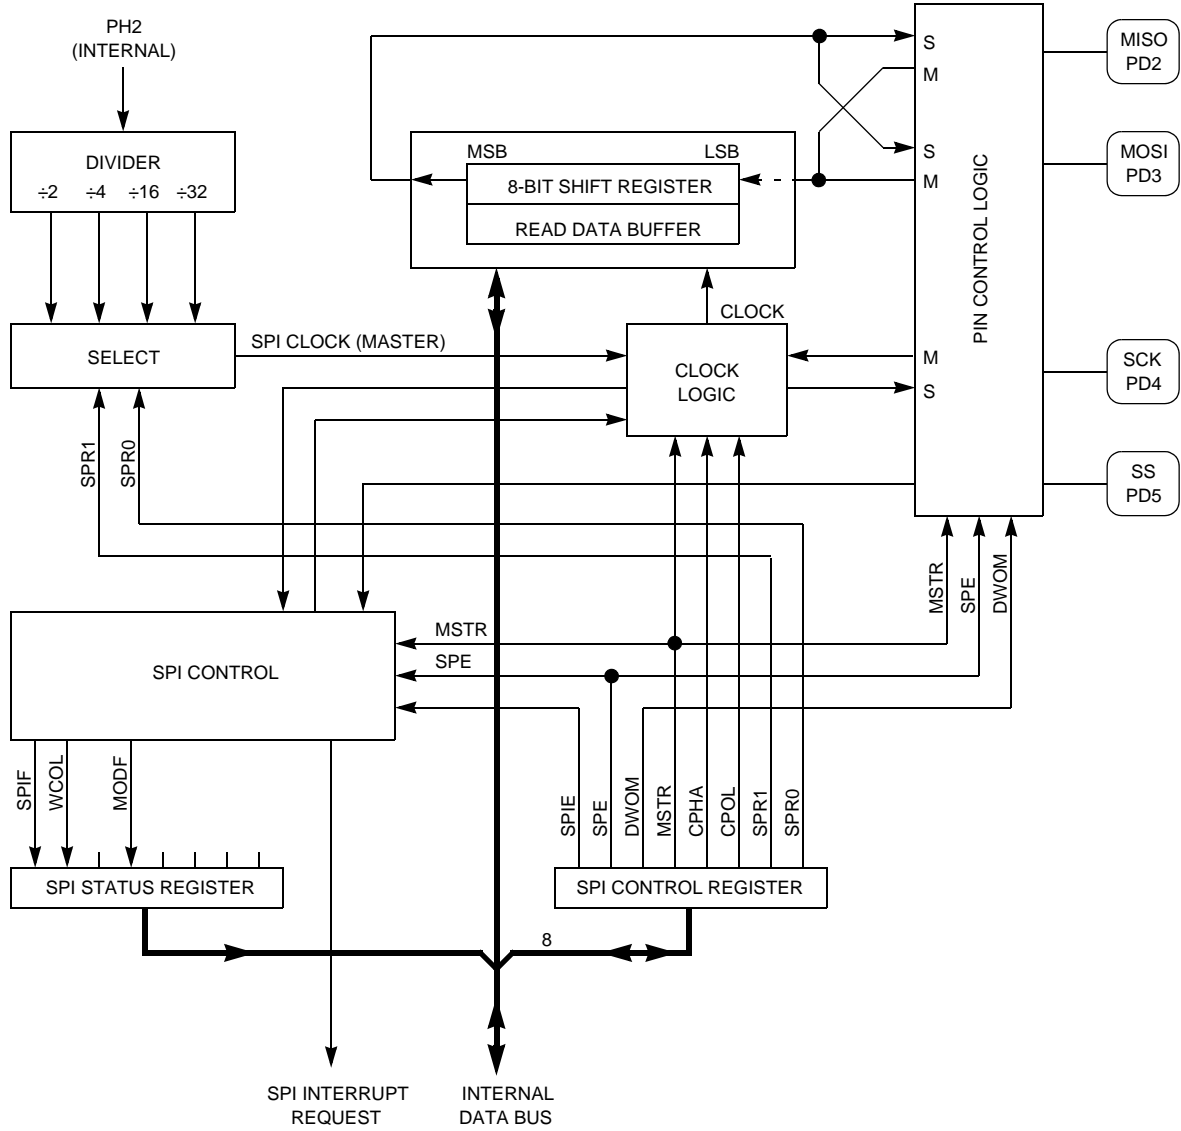 PH2
(INTERNAL)
DIVIDER
÷2 ÷4 ÷16 ÷32
SELECT
SPR1
SPR0
SPI CLOCK (MASTER)
MSB LSB
8-BIT SHIFT REGISTER
READ DATA BUFFER
CLOCK
CLOCK
LOGIC
S
M
S
M
M
S
PIN CONTROL LOGIC
MISO
PD2
MOSI
PD3
SCK
PD4
SS
PD5
MSTR
SPE
DWOM
MSTR
SPE
SPI CONTROL
SPIF
WCOL
MODF
SPIE
SPE
DWOM
MSTR
CPHA
CPOL
SPR1
SPR0
SPI STATUS REGISTER
SPI CONTROL REGISTER
8
SPI INTERRUPT
REQUEST
INTERNAL
DATA BUS